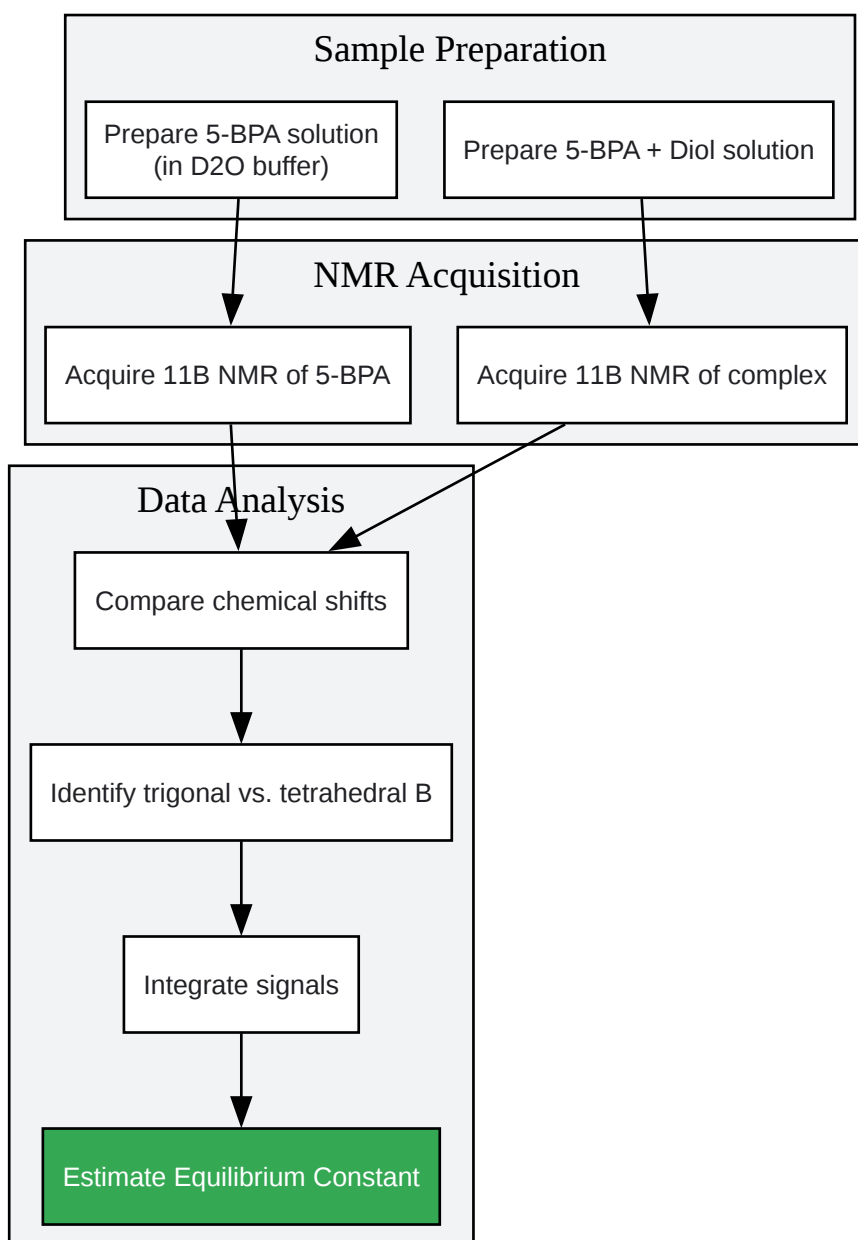 Sample Preparation
Prepare 5-BPA solution
(in D2O buffer)
Prepare 5-BPA + Diol solution
NMR Acquisition
Acquire 11B NMR of 5-BPA
Acquire 11B NMR of complex
Data Analysis
Compare chemical shifts
Identify trigonal vs. tetrahedral B
Integrate signals
Estimate Equilibrium Constant